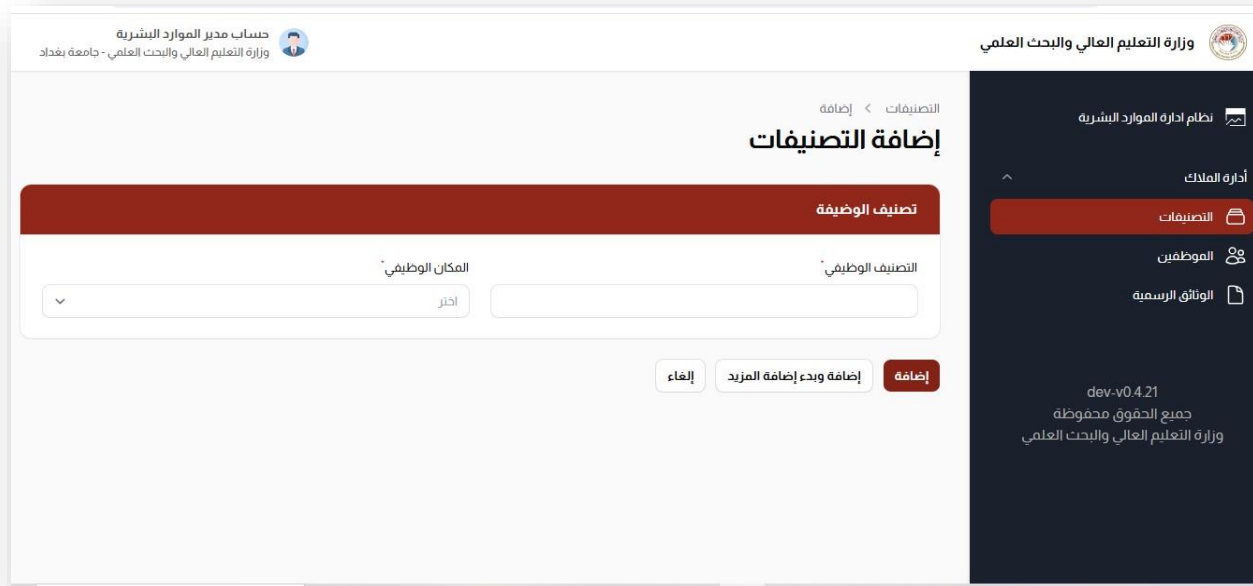 وزارة التعليم العالي والبحث العلمي
حساب مدير الموارد البشرية
وزارة التعليم العالي والبحث العلمي - جامعة بغداد
نظام ادارة الموارد البشرية
أدارة الملاك
التصنيفات
الموظفين
الوثائق الرسمية
dev-v0.4.21
جميع الحقوق محفوظة
وزارة التعليم العالي والبحث العلمي
التصنيفات > إضافة
إضافة التصنيفات
تصنيف الوضيفة
التصنيف الوظيفي*
المكان الوظيفي*
اختر
إضافة
إضافة وبدء إضافة المزيد
إلغاء